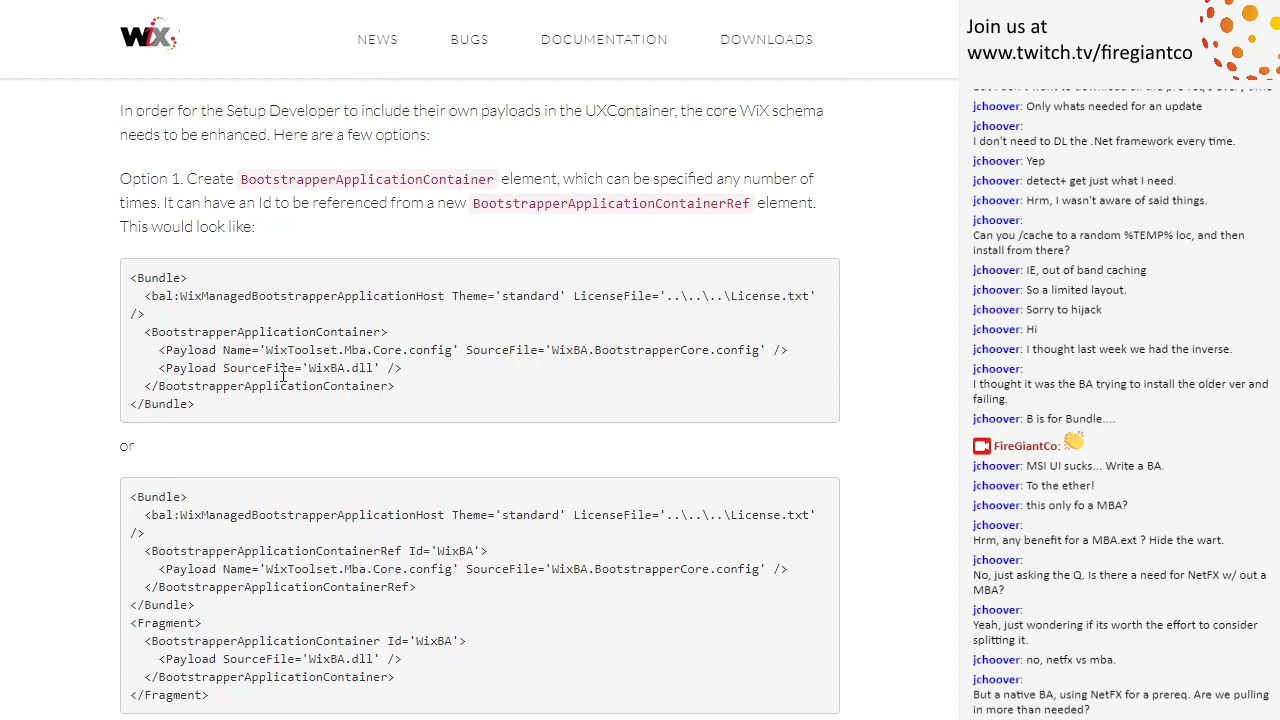 WiX
NEWS
BUGS
DOCUMENTATION
DOWNLOADS
In order for the Setup Developer to include their own payloads in the UXContainer, the core WiX schema
needs to be enhanced. Here are a few options:
Option 1. Create BootstrapperApplicationContainer element, which can be specified any number of
times. It can have an Id to be referenced from a new BootstrapperApplicationContainerRef element.
This would look like:
<Bundle>
<bal:WixManagedBootstrapperApplicationHost Theme='standard' LicenseFile='..\..\..\License.txt'
/>
<BootstrapperApplicationContainer>
<Payload Name='WixToolset.Mba.Core.config' SourceFile='WixBA.BootstrapperCore.config' />
<Payload SourceFile='WixBA.dll' />
</BootstrapperApplicationContainer>
</Bundle>
or
<Bundle>
<bal:WixManagedBootstrapperApplicationHost Theme='standard' LicenseFile='..\..\..\License.txt'
/>
<BootstrapperApplicationContainerRef Id='WixBA'>
<Payload Name='WixToolset.Mba.Core.config' SourceFile='WixBA.BootstrapperCore.config' />
</BootstrapperApplicationContainerRef>
</Bundle>
<Fragment>
<BootstrapperApplicationContainer Id='WixBA'>
<Payload SourceFile='WixBA.dll' />
</BootstrapperApplicationContainer>
</Fragment>
Join us at
www.twitch.tv/firegiantco
jchoover: Only whats needed for an update
jchoover:
I don't need to DL the .Net framework every time.
jchoover: Yep
jchoover: detect+ get just what I need.
jchoover: Hrm, I wasn't aware of said things.
jchoover:
Can you /cache to a random %TEMP% loc, and then
install from there?
jchoover: IE, out of band caching
jchoover: So a limited layout.
jchoover: Sorry to hijack
jchoover: Hi
jchoover: I thought last week we had the inverse.
jchoover:
I thought it was the BA trying to install the older ver and
failing.
jchoover: B is for Bundle....
FireGiantCo:
jchoover: MSI UI sucks... Write a BA.
jchoover: To the ether!
jchoover: this only fo a MBA?
jchoover:
Hrm, any benefit for a MBA.ext ? Hide the wart.
jchoover:
No, just asking the Q. Is there a need for NetFX w/ out a
MBA?
jchoover:
Yeah, just wondering if its worth the effort to consider
splitting it.
jchoover: no, netfx vs mba.
jchoover:
But a native BA, using NetFX for a prereq. Are we pulling
in more than needed?